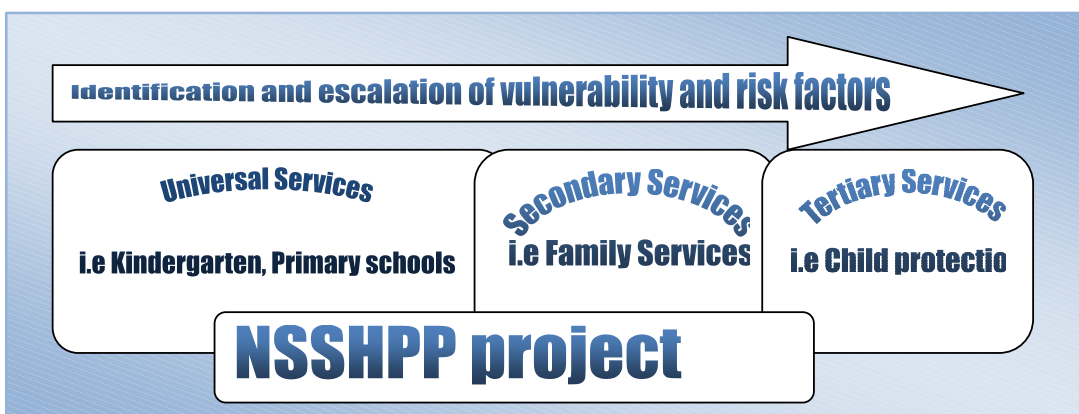 Identification and escalation of vulnerability and risk factors
Universal Services
i.e Kindergarten, Primary schools
Secondary Services
i.e Family Services
Tertiary Services
i.e Child protectio
NSSHPP project